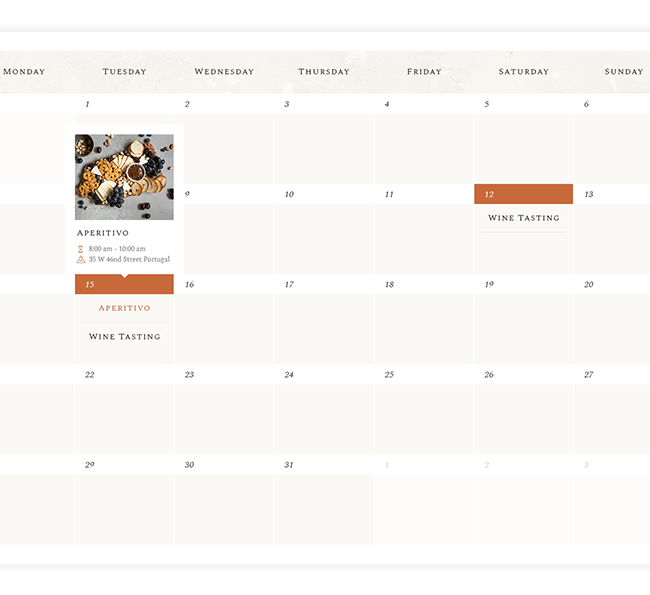 MONDAY TUESDAY WEDNESDAY THURSDAY FRIDAY SATURDAY SUNDAY
1 2 3 4 5 6
9 10 11 12 13
WINE TASTING
APERITIVO
8:00 am - 10:00 am
35 W 46nd Street Portugal
15 16 17 18 19 20
APERITIVO
WINE TASTING
22 23 24 25 26 27
29 30 31 1 2 3